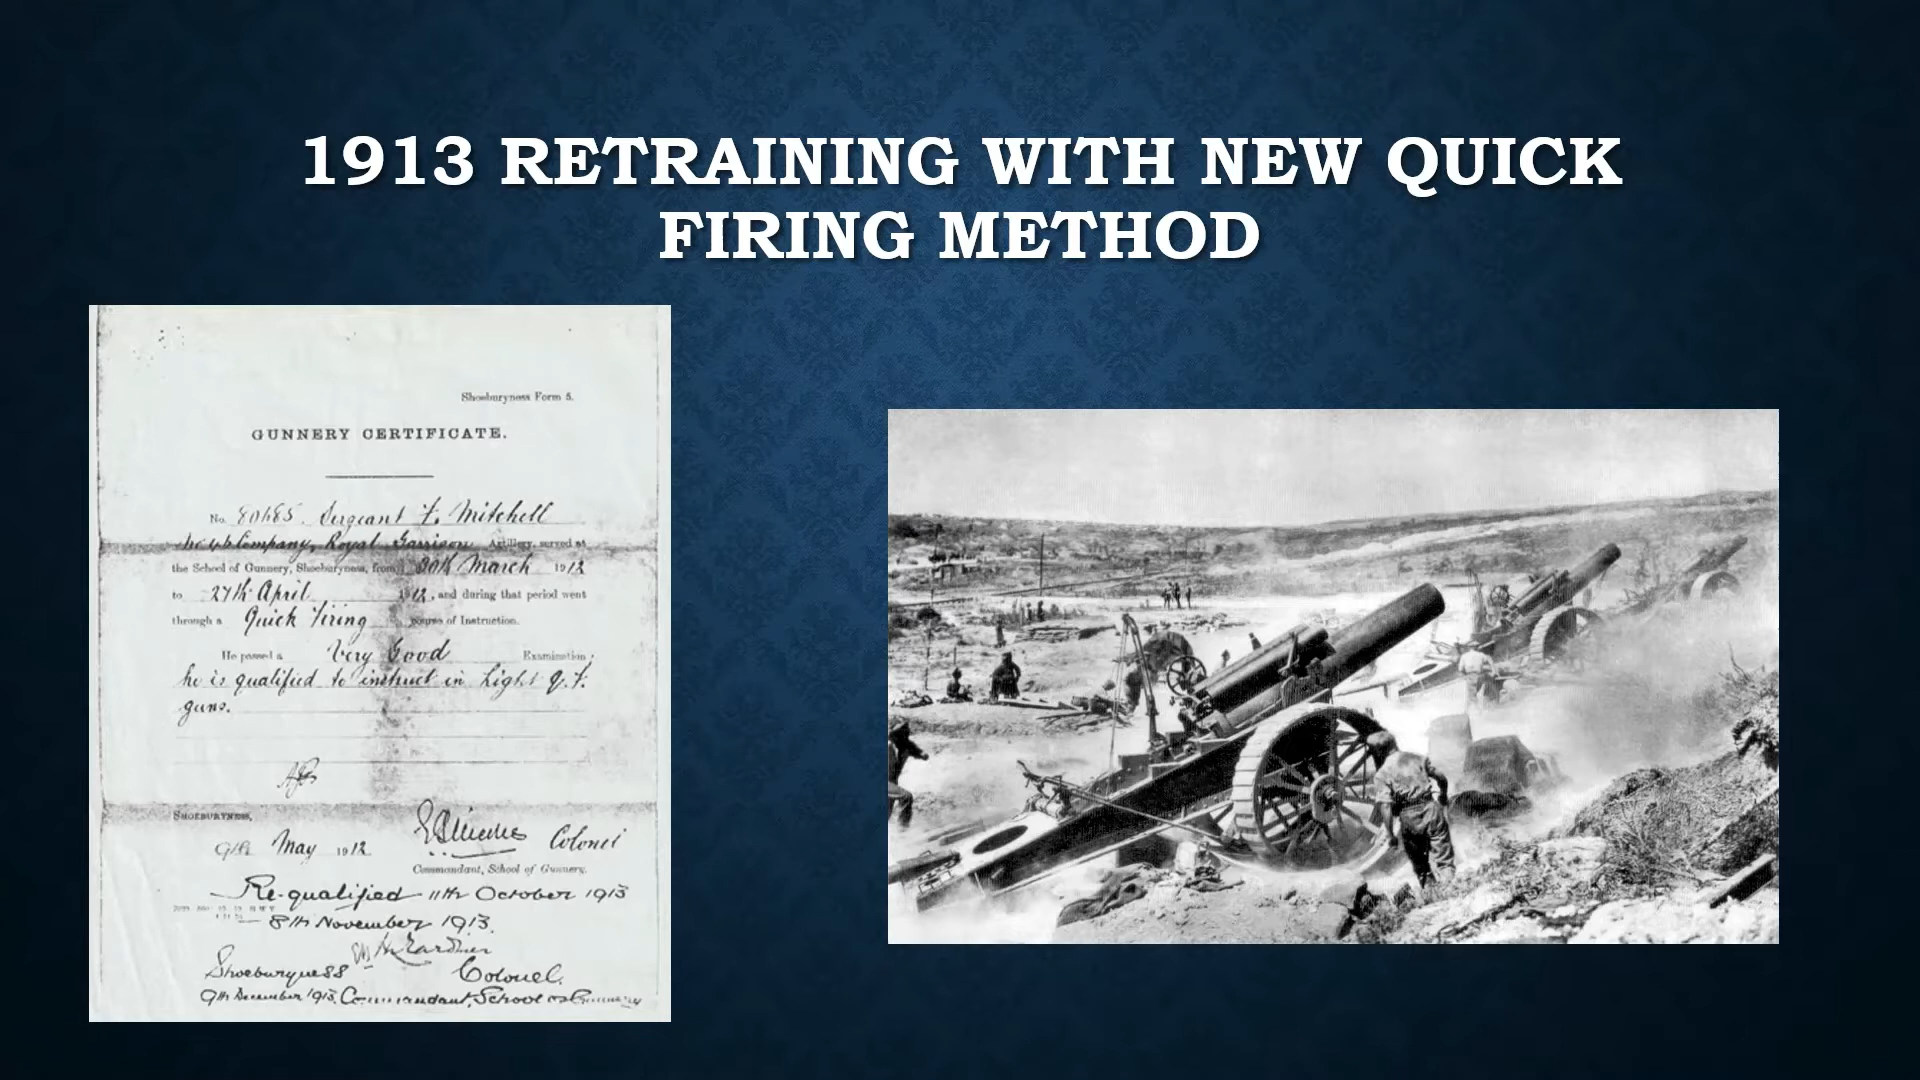 1913 RETRAINING WITH NEW QUICK
FIRING METHOD
Shoeburyness Form 5.
GUNNERY CERTIFICATE.
No. Sergeant F. Mitchell
Company, Royal Garrison Artillery, served at
the School of Gunnery, Shoeburyness, from 30th March 1912
to 27th April 1912, and during that period went
through a Quick Firing course of Instruction.
He passed a Very Good Examination;
he is qualified to instruct in Light Q.F.
guns.
SHOEBURYNESS,
9th May 1912 Colonel
Commandant, School of Gunnery.
Re-qualified 11th October 1913
— 8th November 1913.
Shoeburyness Colonel.
9th December 1913. Commandant, School of Gunnery